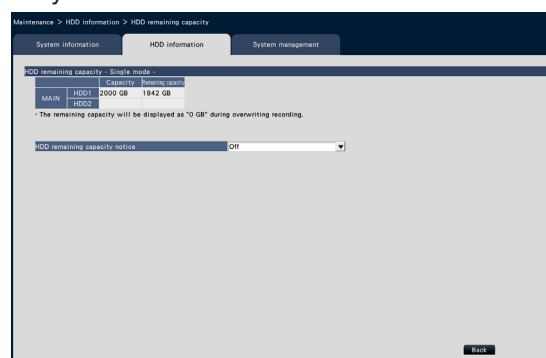 Maintenance > HDD information > HDD remaining capacity
System information HDD information System management
HDD remaining capacity - Single mode -
Capacity Remaining capacity
MAIN HDD1 2000 GB 1842 GB
HDD2
· The remaining capacity will be displayed as "0 GB" during overwriting recording.
HDD remaining capacity notice Off
Back